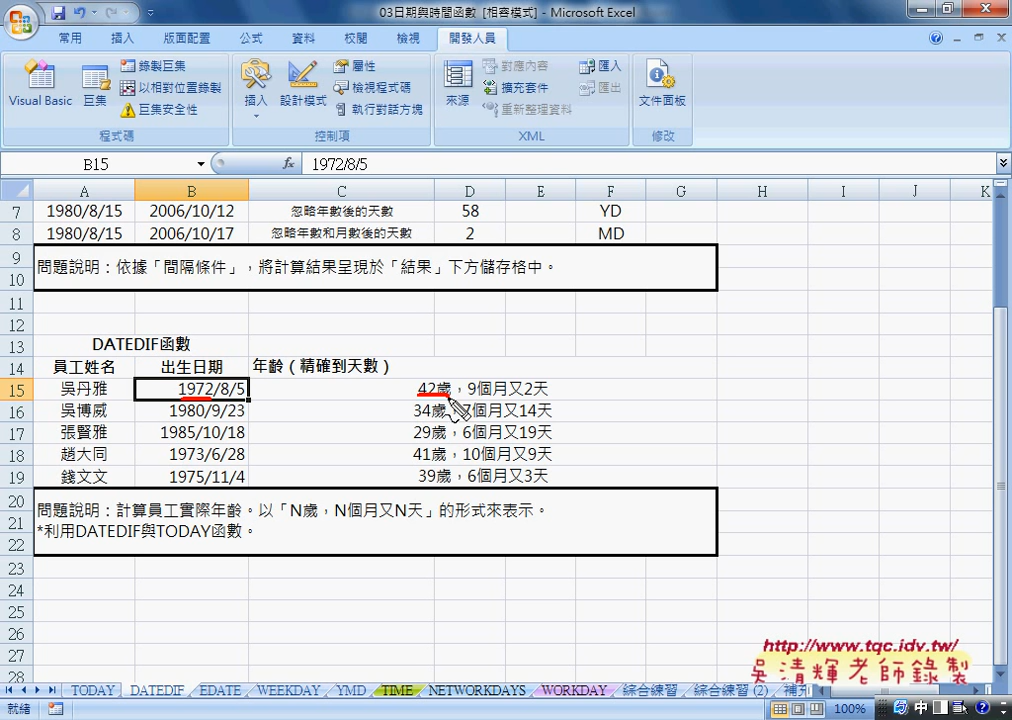 03日期與時間函數 [相容模式] - Microsoft Excel
常用 插入 版面配置 公式 資料 校閱 檢視 開發人員
Visual Basic 巨集 錄製巨集 以相對位置錄製 巨集安全性 程式碼
插入 設計模式 屬性 檢視程式碼 執行對話方塊 控制項
來源 對應內容 擴充套件 重新整理資料 匯入 匯出 XML
文件面板 修改
B15 fx 1972/8/5
A B C D E F G H I J K
7 1980/8/15 2006/10/12 忽略年數後的天數 58 YD
8 1980/8/15 2006/10/17 忽略年數和月數後的天數 2 MD
9
問題說明：依據「間隔條件」，將計算結果呈現於「結果」下方儲存格中。
10
11
12
13 DATEDIF函數
14 員工姓名 出生日期 年齡（精確到天數）
15 吳丹雅 1972/8/5 42歲，9個月又2天
16 吳博威 1980/9/23 34歲，7個月又14天
17 張賢雅 1985/10/18 29歲，6個月又19天
18 趙大同 1973/6/28 41歲，10個月又9天
19 錢文文 1975/11/4 39歲，6個月又3天
20 問題說明：計算員工實際年齡。以「N歲，N個月又N天」的形式來表示。
21 *利用DATEDIF與TODAY函數。
22
23
24
25
26
27
28
http://www.tqc.idv.tw/
吳清輝老師錄製
TODAY DATEDIF EDATE WEEKDAY YMD TIME NETWORKDAYS WORKDAY 綜合練習 綜合練習 (2) 補充
就緒 100% 中